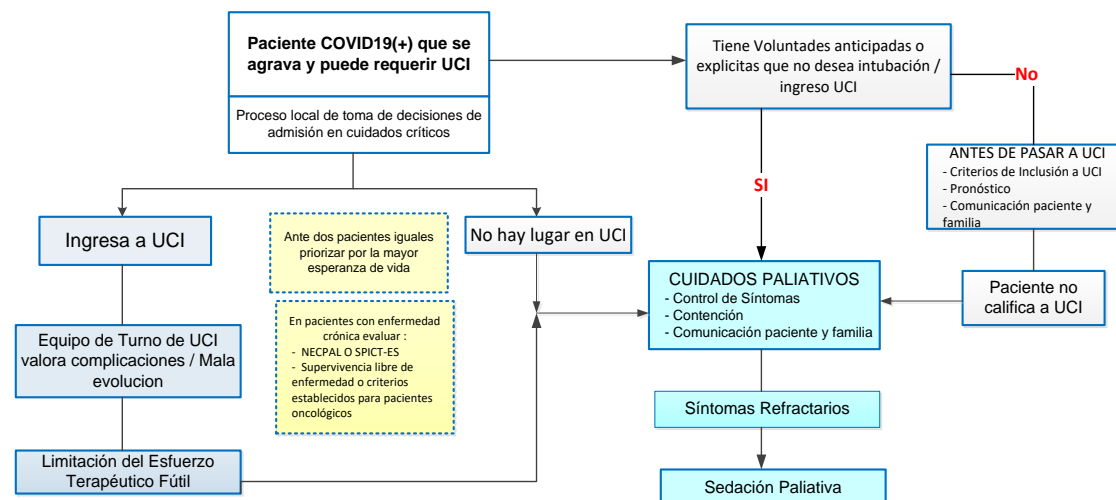 Paciente COVID19(+) que se
agrava y puede requerir UCI
Proceso local de toma de decisiones de
admisión en cuidados críticos
Tiene Voluntades anticipadas o
explicitas que no desea intubación /
ingreso UCI
No
SI
ANTES DE PASAR A UCI
- Criterios de Inclusión a UCI
- Pronóstico
- Comunicación paciente y
familia
Ingresa a UCI
Ante dos pacientes iguales
priorizar por la mayor
esperanza de vida
No hay lugar en UCI
CUIDADOS PALIATIVOS
- Control de Síntomas
- Contención
- Comunicación paciente y familia
Paciente no
califica a UCI
Equipo de Turno de UCI
valora complicaciones / Mala
evolucion
En pacientes con enfermedad
crónica evaluar :
- NECPAL O SPICT-ES
- Supervivencia libre de
enfermedad o criterios
establecidos para pacientes
oncológicos
Síntomas Refractarios
Limitación del Esfuerzo
Terapéutico Fútil
Sedación Paliativa